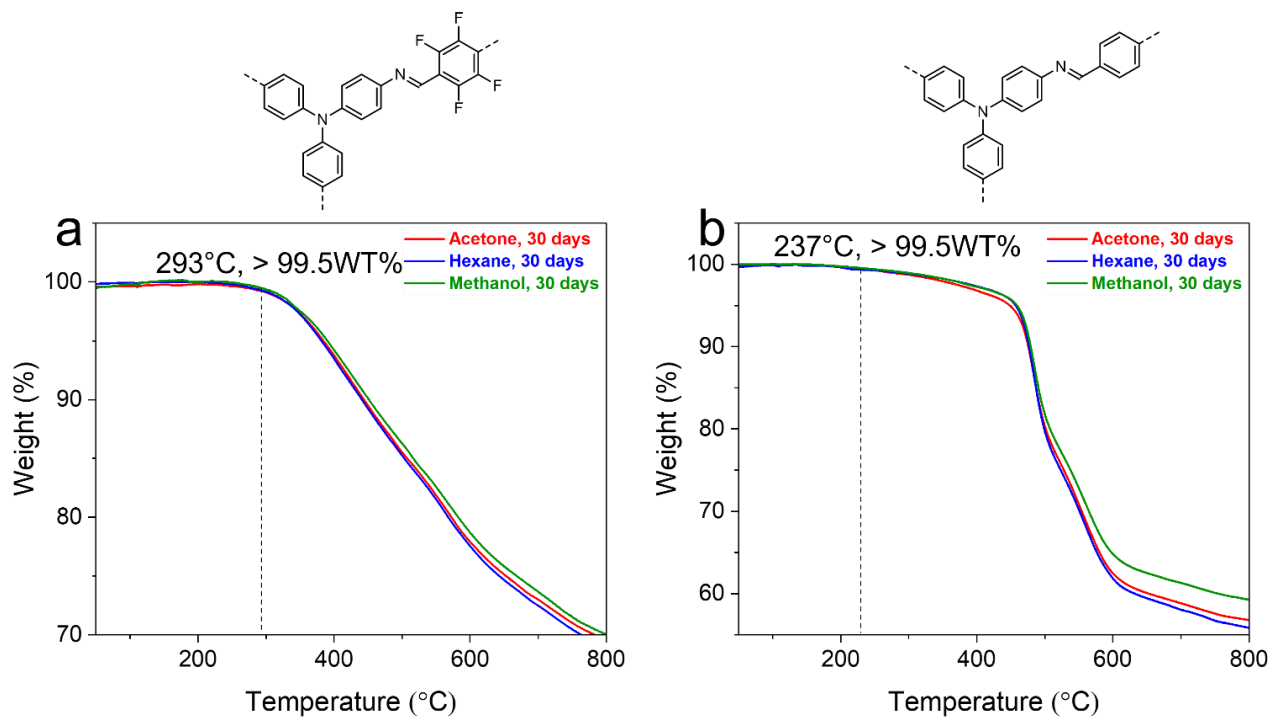 F
F
N
F
F
N
N
N
a
293°C, > 99.5WT%
Acetone, 30 days
Hexane, 30 days
Methanol, 30 days
100
90
80
70
200
400
600
800
Weight (%)
Temperature (°C)
b
237°C, > 99.5WT%
Acetone, 30 days
Hexane, 30 days
Methanol, 30 days
100
90
80
70
60
200
400
600
800
Weight (%)
Temperature (°C)